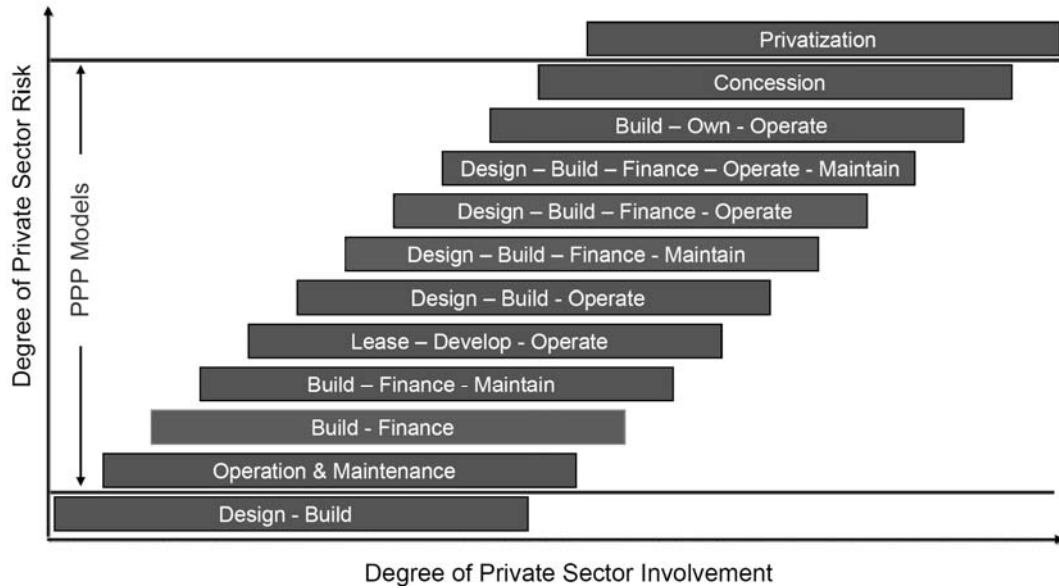 Privatization
Concession
Build – Own - Operate
Design – Build – Finance – Operate - Maintain
Design – Build – Finance - Operate
Design – Build – Finance - Maintain
Design – Build - Operate
Lease – Develop - Operate
Build – Finance - Maintain
Build - Finance
Operation & Maintenance
Design - Build
Degree of Private Sector Risk
PPP Models
Degree of Private Sector Involvement